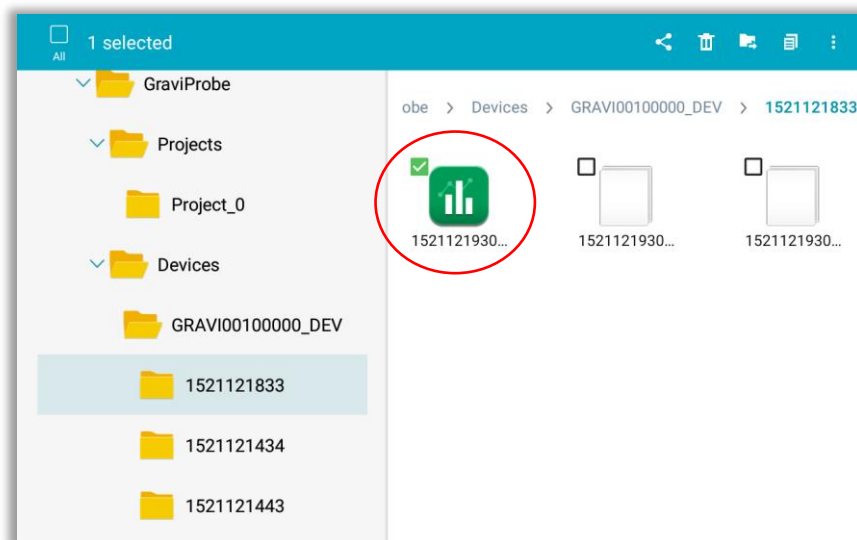 1 selected
All
GraviProbe
Projects
Project_0
Devices
GRAVI00100000_DEV
1521121833
1521121434
1521121443
obe > Devices > GRAVI00100000_DEV > 1521121833
1521121930...
1521121930...
1521121930...